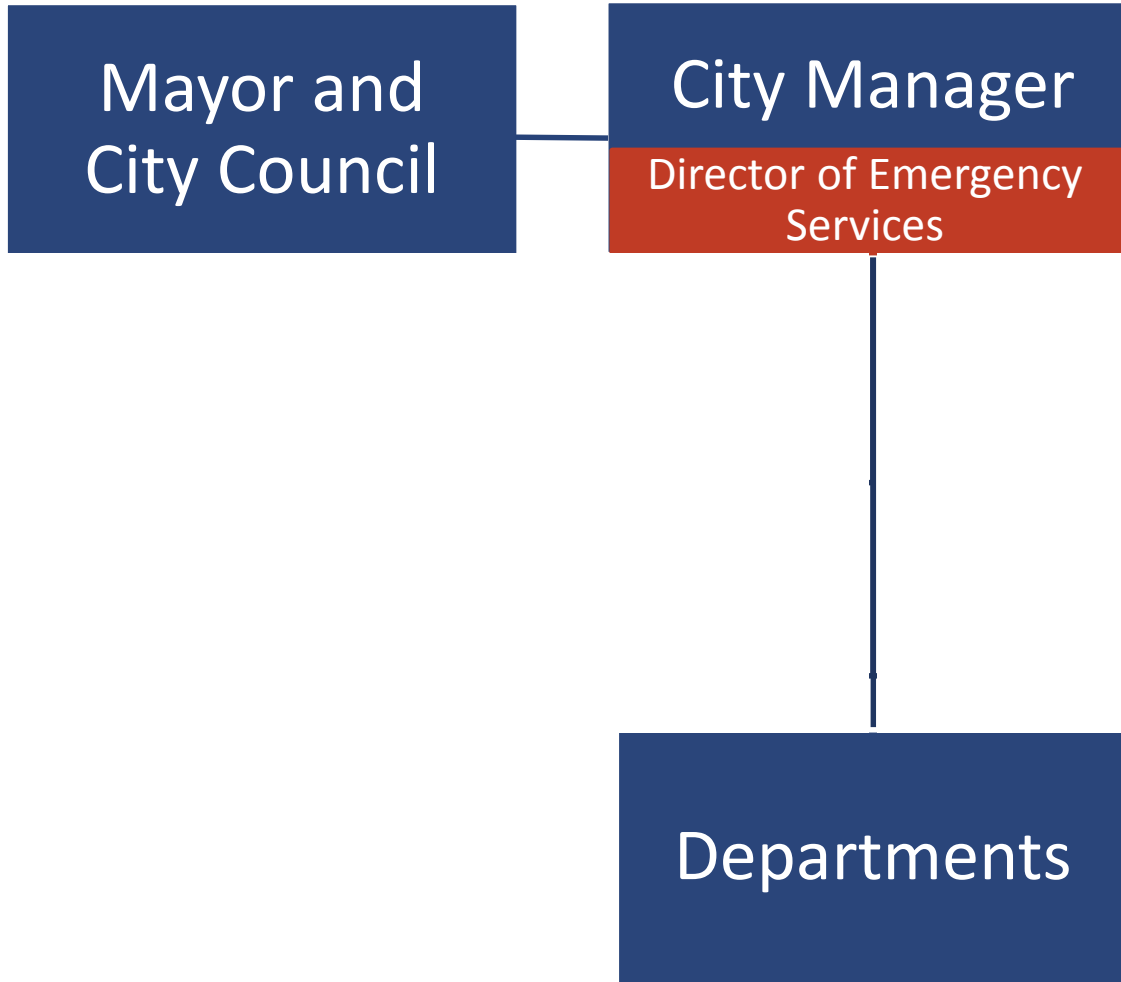 Mayor and
City Council
City Manager
Director of Emergency
Services
Departments